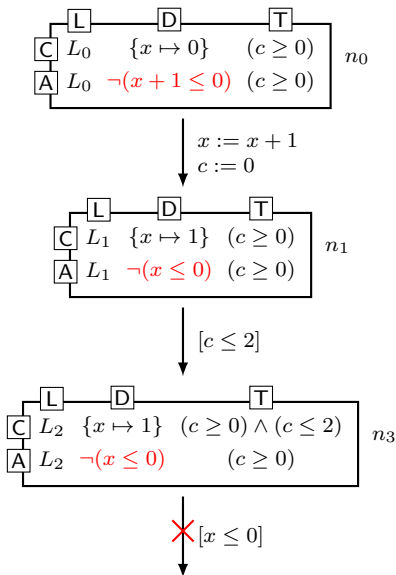 L D T
C L₀ {x ↦ 0} (c ≥ 0)
A L₀ ¬(x + 1 ≤ 0) (c ≥ 0)
n₀
x := x + 1
c := 0
L D T
C L₁ {x ↦ 1} (c ≥ 0)
A L₁ ¬(x ≤ 0) (c ≥ 0)
n₁
[c ≤ 2]
L D T
C L₂ {x ↦ 1} (c ≥ 0) ∧ (c ≤ 2)
A L₂ ¬(x ≤ 0) (c ≥ 0)
n₃
[x ≤ 0]